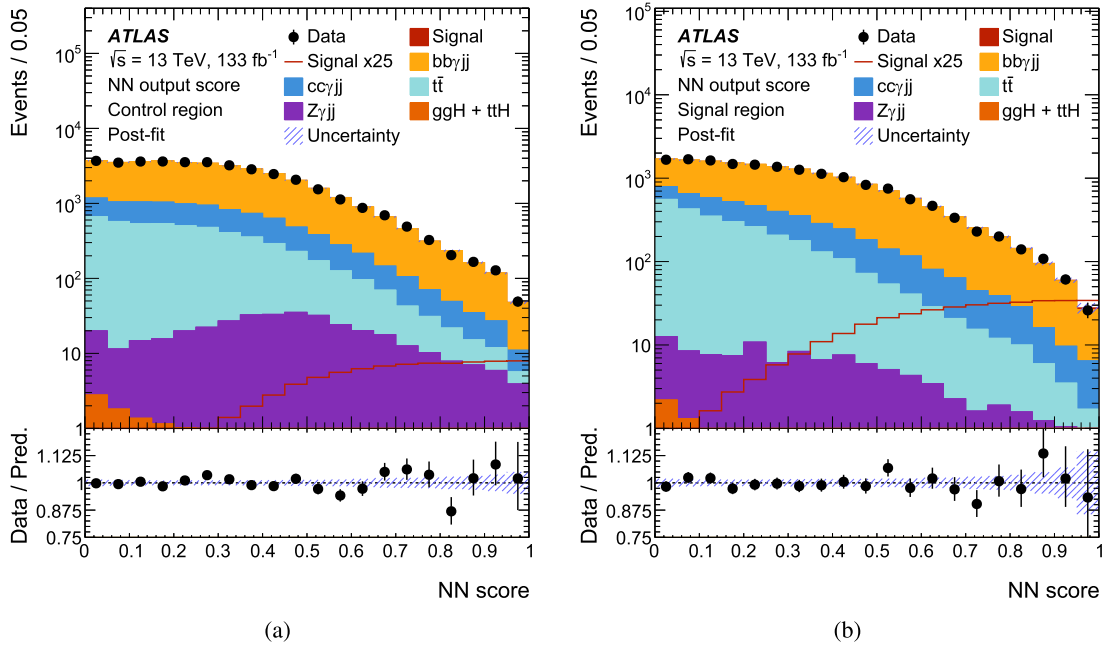 Events / 0.05
10⁵
10⁴
10³
10²
10
1
ATLAS
√s = 13 TeV, 133 fb⁻¹
NN output score
Control region
Post-fit
Data
Signal x25
ccγjj
Zγjj
Uncertainty
Signal
bbγjj
tt̄
ggH + ttH
Data / Pred.
1
1.125
1
0.875
0.75
0 0.1 0.2 0.3 0.4 0.5 0.6 0.7 0.8 0.9 1
NN score
(a)
Events / 0.05
10⁵
10⁴
10³
10²
10
1
ATLAS
√s = 13 TeV, 133 fb⁻¹
NN output score
Signal region
Post-fit
Data
Signal x25
ccγjj
Zγjj
Uncertainty
Signal
bbγjj
tt̄
ggH + ttH
Data / Pred.
1
1.125
1
0.875
0.75
0 0.1 0.2 0.3 0.4 0.5 0.6 0.7 0.8 0.9 1
NN score
(b)